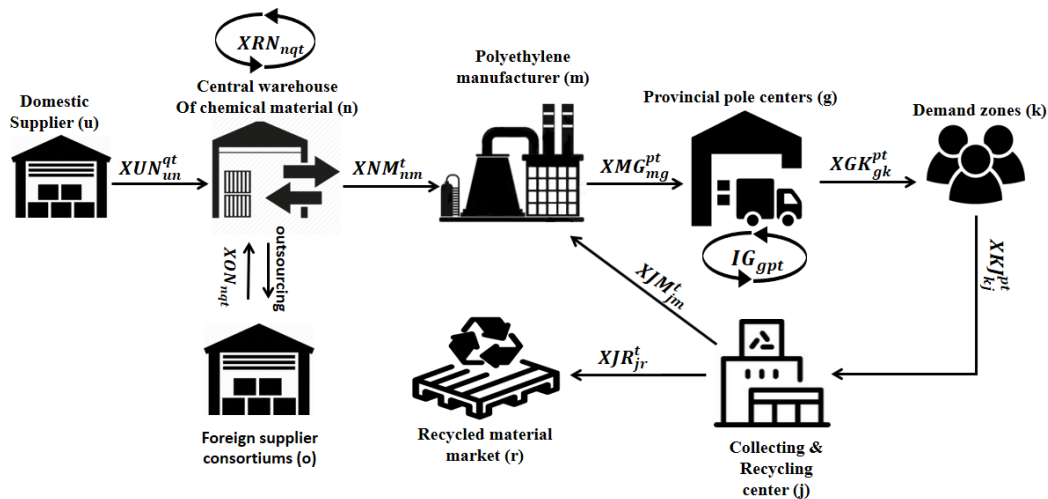 XRN_nqt
Central warehouse
Of chemical material (n)
Domestic
Supplier (u)
Polyethylene
manufacturer (m)
Provincial pole centers (g)
Demand zones (k)
XUN_un^qt
XNM_nm^t
XMG_mg^pt
XGK_gk^pt
IG_gpt
XON_nqt
outsourcing
XJM_jm^t
XKJ_kj^pt
XJR_jr^t
Foreign supplier
consortiums (o)
Recycled material
market (r)
Collecting &
Recycling
center (j)